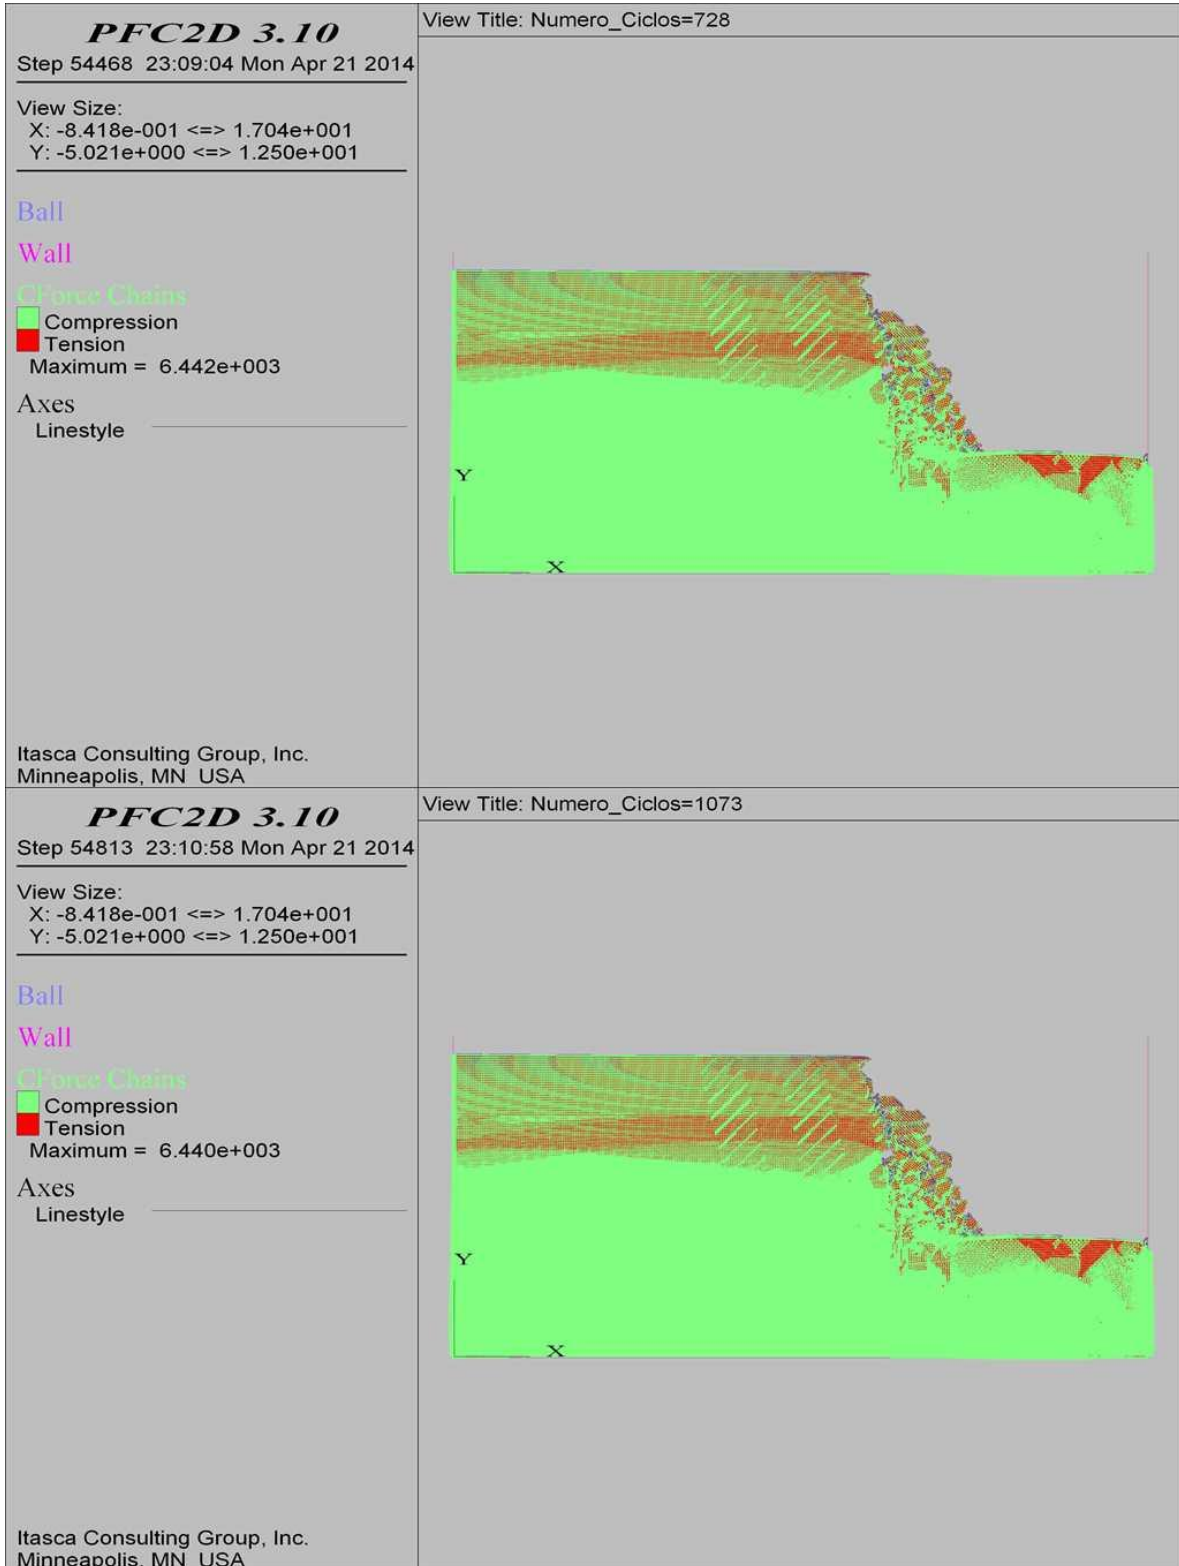 PFC2D 3.10
Step 54468 23:09:04 Mon Apr 21 2014
View Size:
X: -8.418e-001 <=> 1.704e+001
Y: -5.021e+000 <=> 1.250e+001
Ball
Wall
CForce Chains
Compression
Tension
Maximum = 6.442e+003
Axes
Linestyle
Itasca Consulting Group, Inc.
Minneapolis, MN USA
View Title: Numero_Ciclos=728
Y
X
PFC2D 3.10
Step 54813 23:10:58 Mon Apr 21 2014
View Size:
X: -8.418e-001 <=> 1.704e+001
Y: -5.021e+000 <=> 1.250e+001
Ball
Wall
CForce Chains
Compression
Tension
Maximum = 6.440e+003
Axes
Linestyle
Itasca Consulting Group, Inc.
Minneapolis, MN USA
View Title: Numero_Ciclos=1073
Y
X